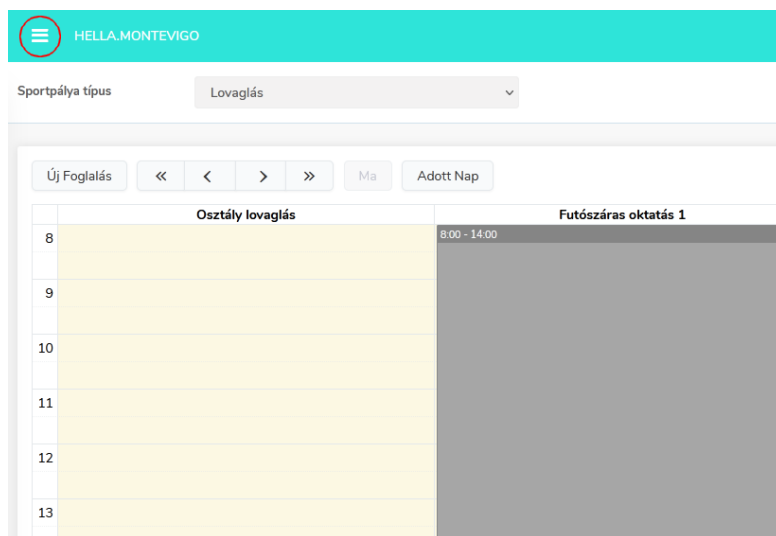 HELLA.MONTEVIGO
Sportpálya típus
Lovaglás
Új Foglalás
Ma
Adott Nap
Osztály lovaglás
Futószáras oktatás 1
8
8:00 - 14:00
9
10
11
12
13